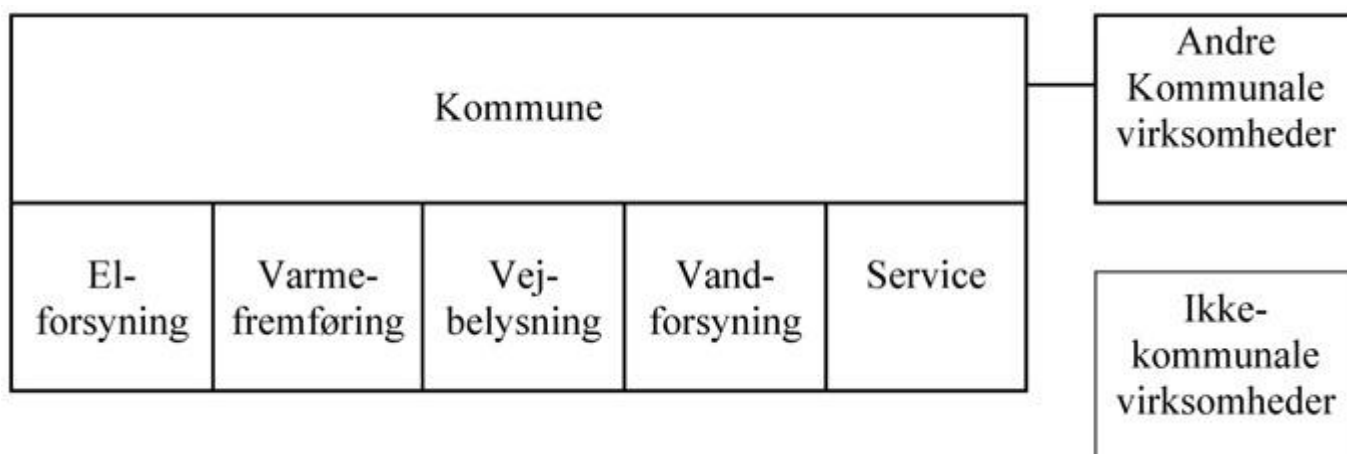 Kommune
Andre
Kommunale
virksomheder
El-
forsyning
Varme-
fremføring
Vej-
belysning
Vand-
forsyning
Service
Ikke-
kommunale
virksomheder